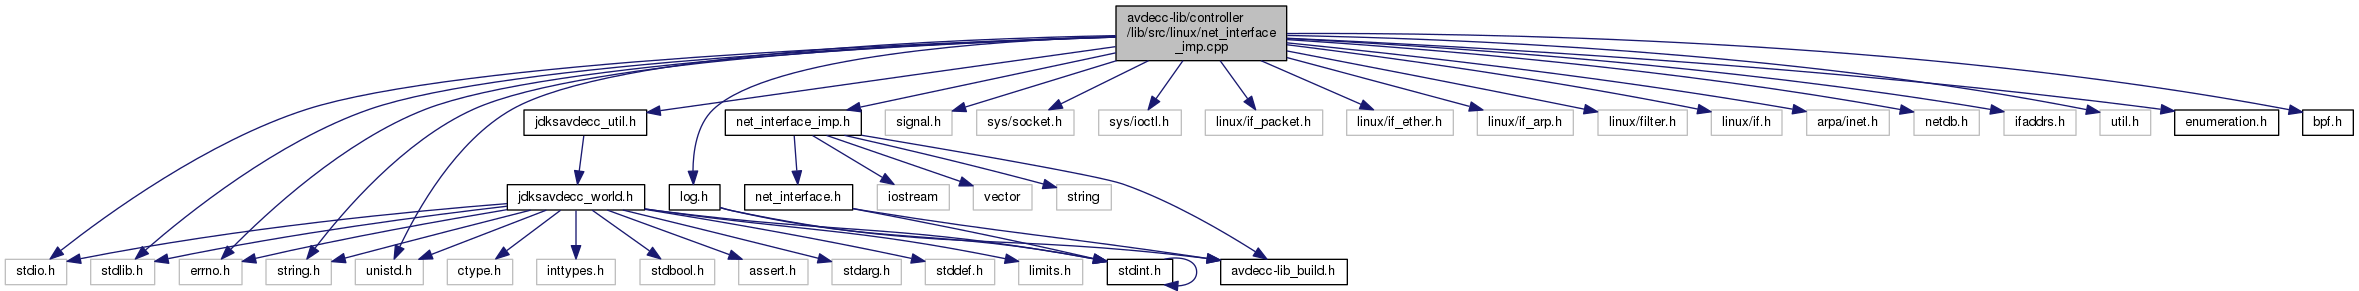 avdecc-lib/controller
/lib/src/linux/net_interface
_imp.cpp
jdksavdecc_util.h
net_interface_imp.h
signal.h
sys/socket.h
sys/ioctl.h
linux/if_packet.h
linux/if_ether.h
linux/if_arp.h
linux/filter.h
linux/if.h
arpa/inet.h
netdb.h
ifaddrs.h
util.h
enumeration.h
bpf.h
jdksavdecc_world.h
log.h
net_interface.h
iostream
vector
string
stdio.h
stdlib.h
errno.h
string.h
unistd.h
ctype.h
inttypes.h
stdbool.h
assert.h
stdarg.h
stddef.h
limits.h
stdint.h
avdecc-lib_build.h